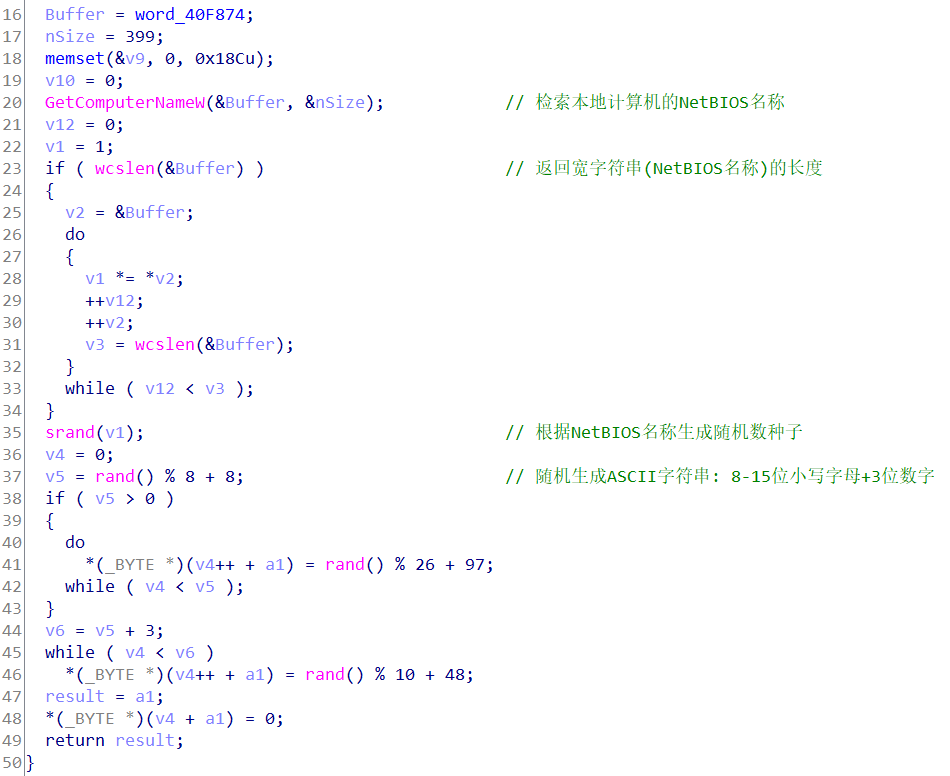 16 Buffer = word_40F874;
17 nSize = 399;
18 memset(&v9, 0, 0x18Cu);
19 v10 = 0;
20 GetComputerNameW(&Buffer, &nSize); // 检索本地计算机的NetBIOS名称
21 v12 = 0;
22 v1 = 1;
23 if ( wcslen(&Buffer) ) // 返回宽字符串(NetBIOS名称)的长度
24 {
25 v2 = &Buffer;
26 do
27 {
28 v1 *= *v2;
29 ++v12;
30 ++v2;
31 v3 = wcslen(&Buffer);
32 }
33 while ( v12 < v3 );
34 }
35 srand(v1); // 根据NetBIOS名称生成随机数种子
36 v4 = 0;
37 v5 = rand() % 8 + 8; // 随机生成ASCII字符串: 8-15位小写字母+3位数字
38 if ( v5 > 0 )
39 {
40 do
41 *(_BYTE *)(v4++ + a1) = rand() % 26 + 97;
42 while ( v4 < v5 );
43 }
44 v6 = v5 + 3;
45 while ( v4 < v6 )
46 *(_BYTE *)(v4++ + a1) = rand() % 10 + 48;
47 result = a1;
48 *(_BYTE *)(v4 + a1) = 0;
49 return result;
50 }